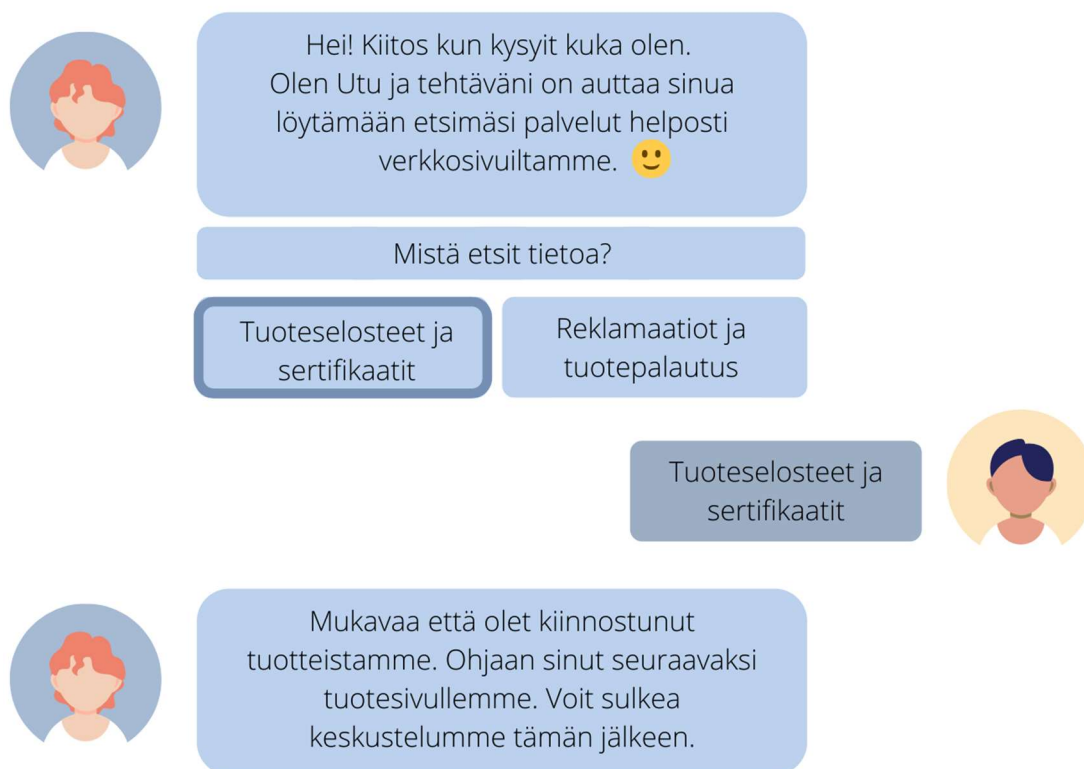 Hei! Kiitos kun kysyit kuka olen.
Olen Utu ja tehtäväni on auttaa sinua
löytämään etsimäsi palvelut helposti
verkkosivuiltamme. 🙂
Mistä etsit tietoa?
Tuoteselosteet ja
sertifikaatit
Reklamaatiot ja
tuotepalautus
Tuoteselosteet ja
sertifikaatit
Mukavaa että olet kiinnostunut
tuotteistamme. Ohjaan sinut seuraavaksi
tuotesivullemme. Voit sulkea
keskustelumme tämän jälkeen.